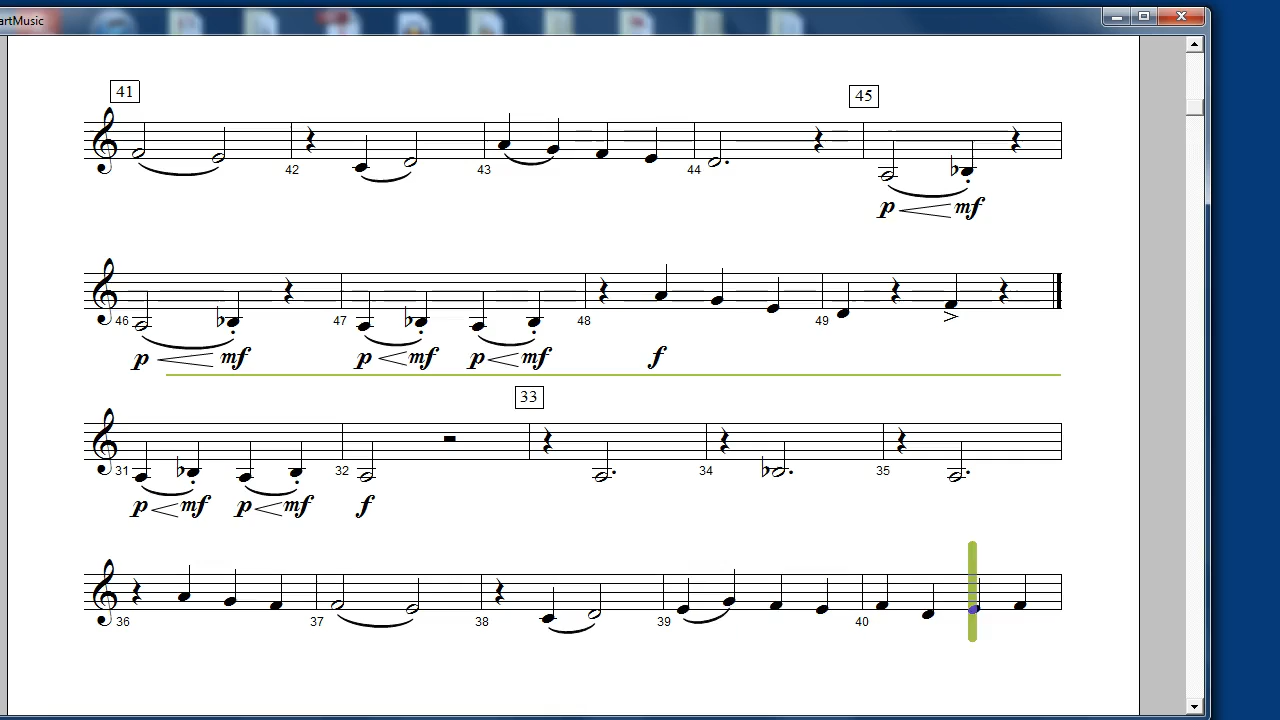 artMusic
41
45
42 43 44
p mf
46 47 48 49
p mf p mf p mf f
33
31 32 34 35
p mf p mf f
36 37 38 39 40